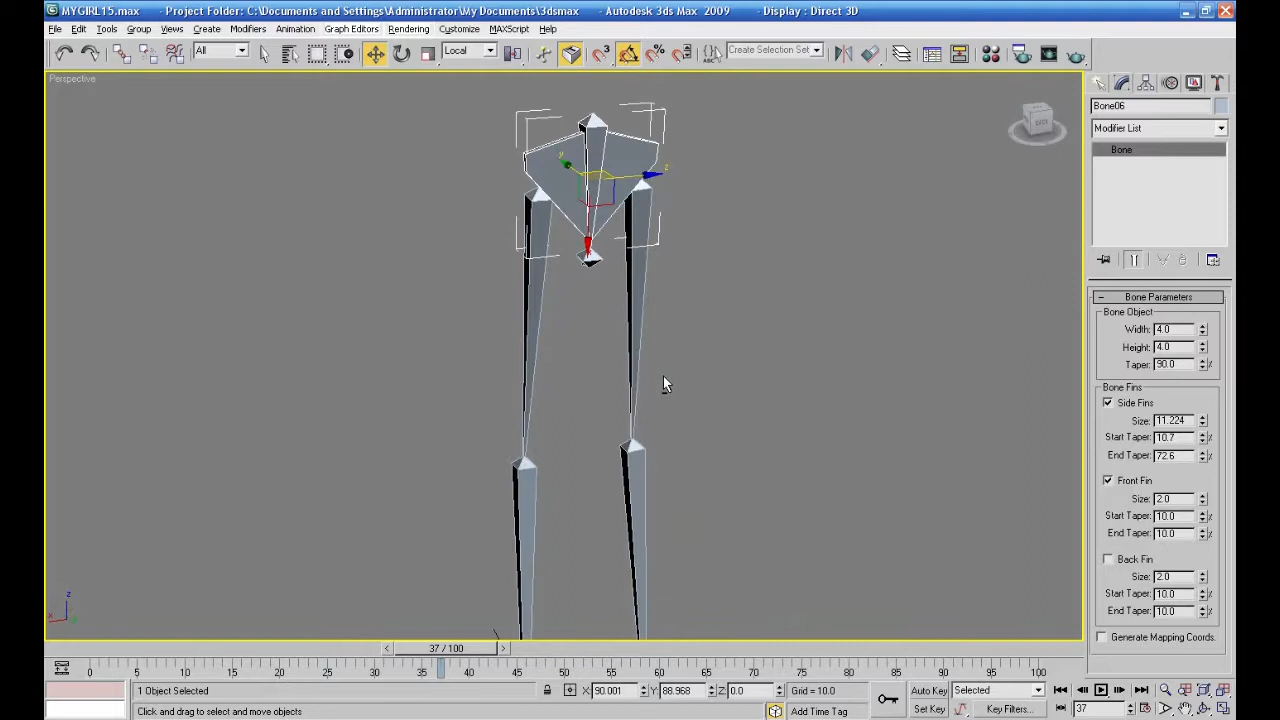 MYGIRL15.max - Project Folder: C:\Documents and Settings\Administrator\My Documents\3dsmax - Autodesk 3ds Max 2009 - Display : Direct 3D
File Edit Tools Group Views Create Modifiers Animation Graph Editors Rendering Customize MAXScript Help
All Local Create Selection Set
Perspective
Bone06
Modifier List
Bone
Bone Parameters
Bone Object
Width: 4.0
Height: 4.0
Taper: 90.0 %
Bone Fins
Side Fins
Size: 11.224
Start Taper: 10.7 %
End Taper: 72.6 %
Front Fin
Size: 2.0
Start Taper: 10.0 %
End Taper: 10.0 %
Back Fin
Size: 2.0
Start Taper: 10.0 %
End Taper: 10.0 %
Generate Mapping Coords.
y z
z
x y
37 / 100
0 5 10 15 20 25 30 35 40 45 50 55 60 65 70 75 80 85 90 95 100
1 Object Selected X: 90.001 Y: 88.968 Z: 0.0 Grid = 10.0 Auto Key Selected
Click and drag to select and move objects Add Time Tag Set Key Key Filters... 37